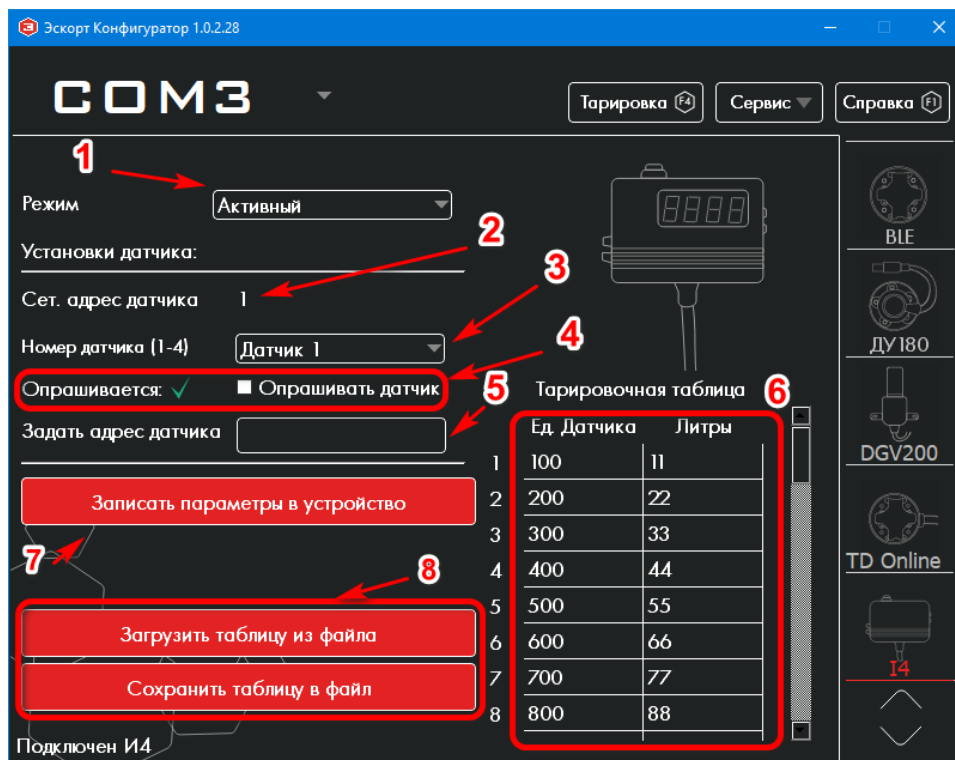 Эскорт Конфигуратор 1.0.2.28
COM3
Тарировка F4
Сервис
Справка F1
1
Режим
Активный
2
Установки датчика:
3
Сет. адрес датчика 1
Номер датчика (1-4)
Датчик 1
4
Опрашивается:
Опрашивать датчик
5
Задать адрес датчика
Записать параметры в устройство
7
8
Загрузить таблицу из файла
Сохранить таблицу в файл
Подключен И4
8888
Тарировочная таблица
6
Ед. Датчика Литры
1 100 11
2 200 22
3 300 33
4 400 44
5 500 55
6 600 66
7 700 77
8 800 88
BLE
ДУ180
DGV200
TD Online
I4